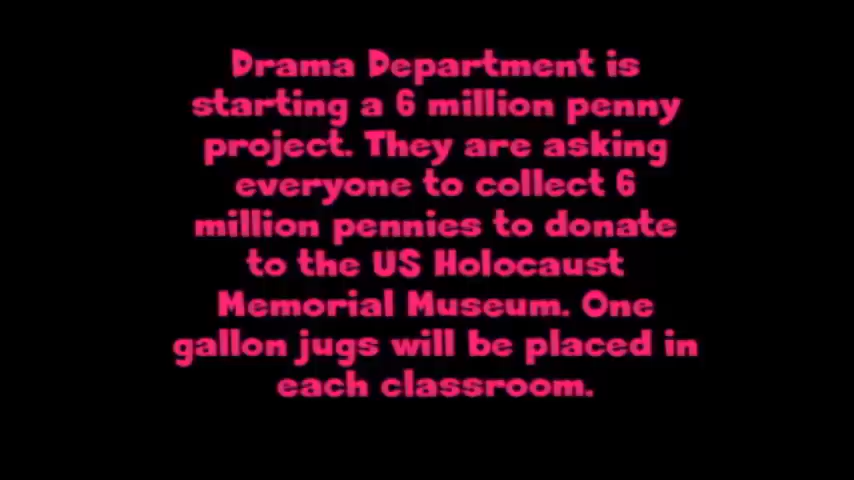 Drama Department is
starting a 6 million penny
project. They are asking
everyone to collect 6
million pennies to donate
to the US Holocaust
Memorial Museum. One
gallon jugs will be placed in
each classroom.